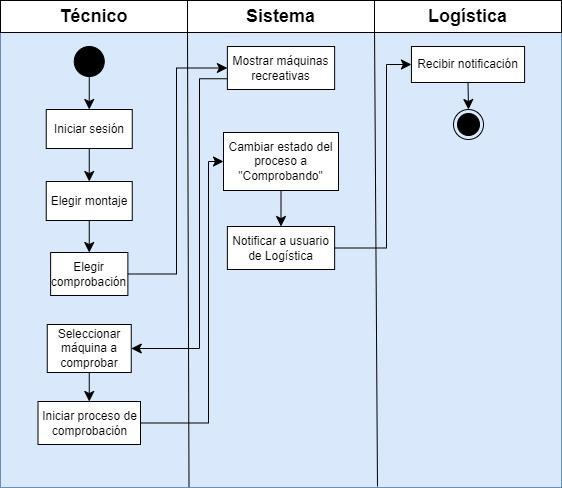 Técnico
Sistema
Logística
Iniciar sesión
Elegir montaje
Elegir
comprobación
Mostrar máquinas
recreativas
Seleccionar
máquina a
comprobar
Iniciar proceso de
comprobación
Cambiar estado del
proceso a
"Comprobando"
Notificar a usuario
de Logística
Recibir notificación